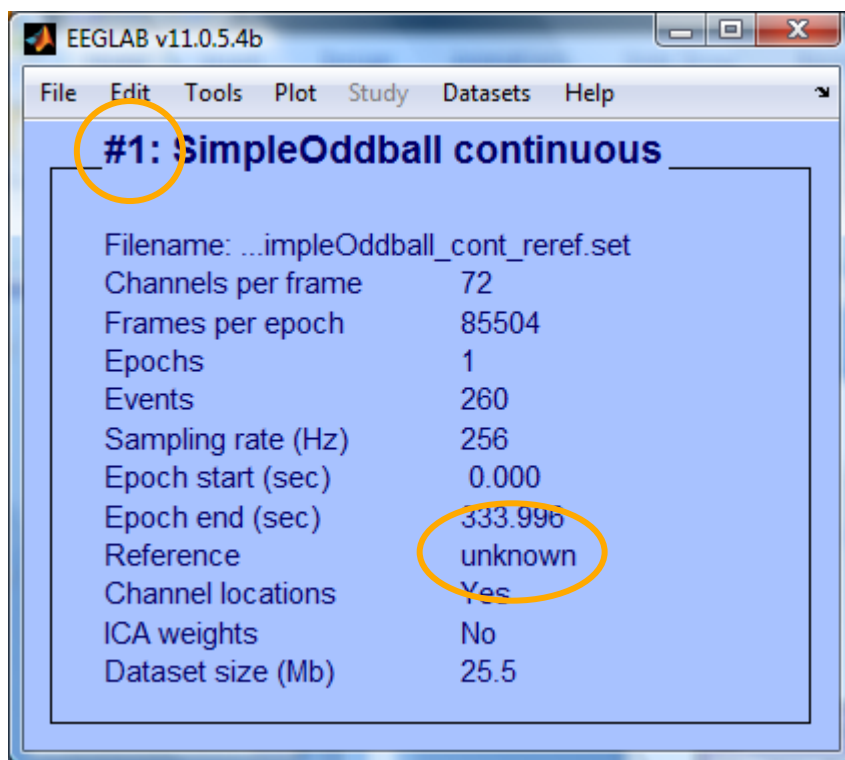 EEGLAB v11.0.5.4b
File Edit Tools Plot Study Datasets Help
#1: SimpleOddball continuous
Filename: ...impleOddball_cont_reref.set
Channels per frame 72
Frames per epoch 85504
Epochs 1
Events 260
Sampling rate (Hz) 256
Epoch start (sec) 0.000
Epoch end (sec) 333.996
Reference unknown
Channel locations Yes
ICA weights No
Dataset size (Mb) 25.5